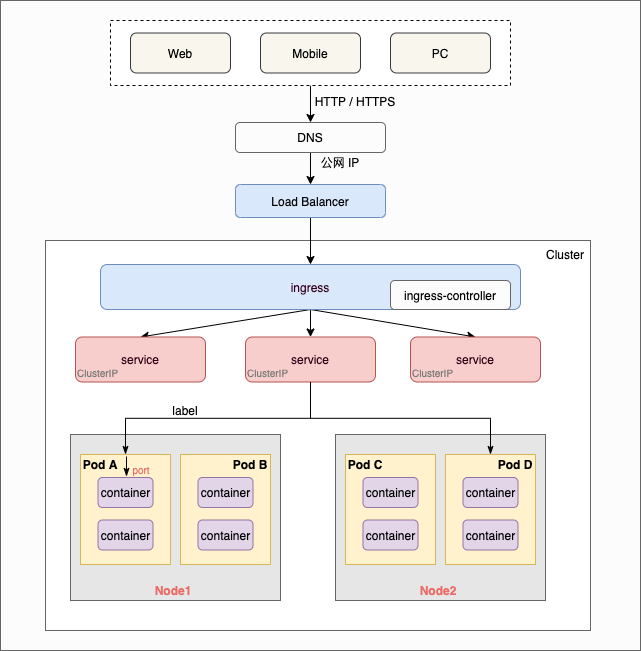 Web
Mobile
PC
HTTP / HTTPS
DNS
公网 IP
Load Balancer
Cluster
ingress
ingress-controller
service
ClusterIP
service
ClusterIP
service
ClusterIP
label
Pod A
port
container
container
Pod B
container
container
Node1
Pod C
container
container
Pod D
container
container
Node2